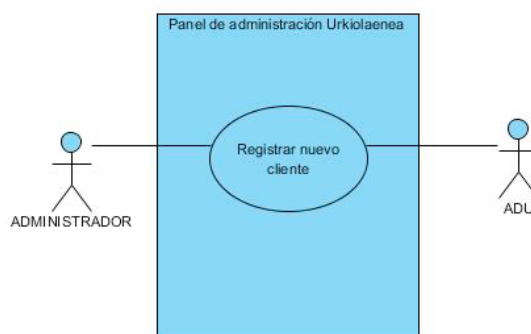 Panel de administración Urkiolaenea
Registrar nuevo
cliente
ADMINISTRADOR
ADU